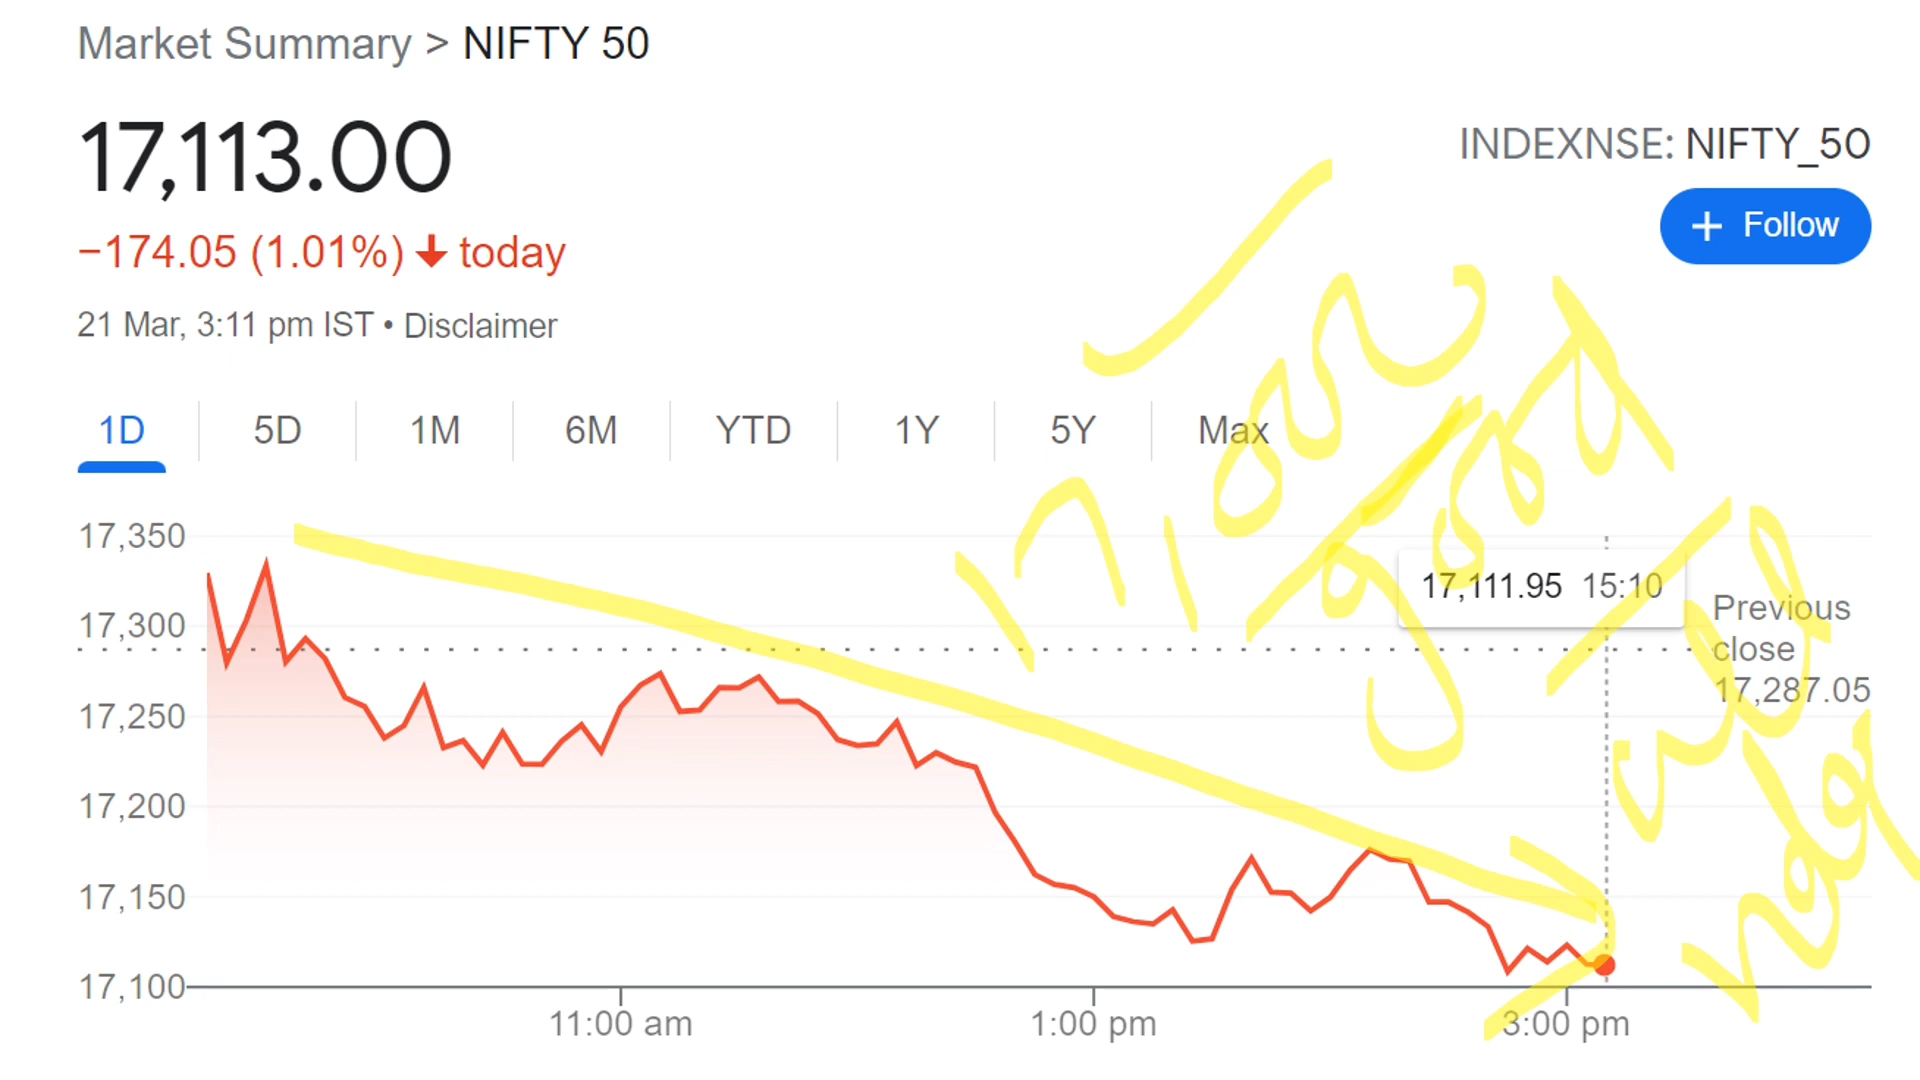 Market Summary > NIFTY 50
17,113.00
INDEXNSE: NIFTY_50
+ Follow
−174.05 (1.01%) ↓ today
21 Mar, 3:11 pm IST • Disclaimer
1D 5D 1M 6M YTD 1Y 5Y Max
17,350
17,300
17,250
17,200
17,150
17,100
17,111.95 15:10
Previous
close
17,287.05
11:00 am 1:00 pm 3:00 pm
good